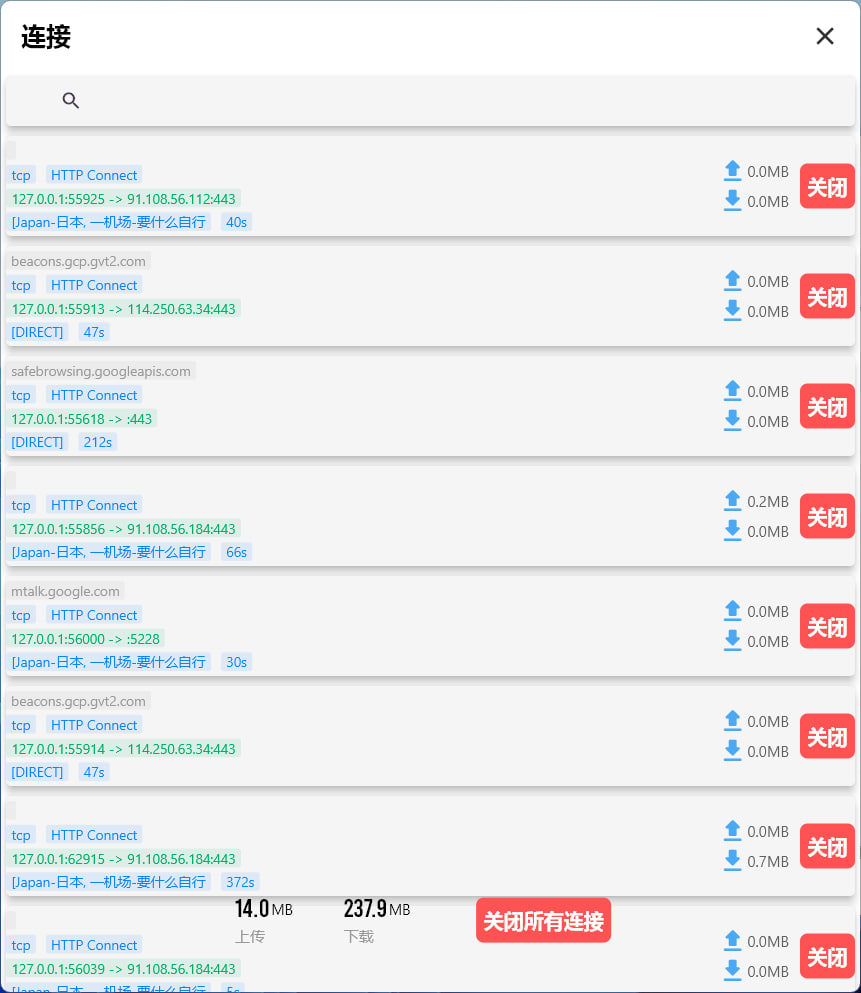 连接
tcp HTTP Connect
127.0.0.1:55925 -> 91.108.56.112:443
[Japan-日本, 一机场-要什么自行 40s
0.0MB
0.0MB
关闭
beacons.gcp.gvt2.com
tcp HTTP Connect
127.0.0.1:55913 -> 114.250.63.34:443
[DIRECT] 47s
0.0MB
0.0MB
关闭
safebrowsing.googleapis.com
tcp HTTP Connect
127.0.0.1:55618 -> :443
[DIRECT] 212s
0.0MB
0.0MB
关闭
tcp HTTP Connect
127.0.0.1:55856 -> 91.108.56.184:443
[Japan-日本, 一机场-要什么自行 66s
0.2MB
0.0MB
关闭
mtalk.google.com
tcp HTTP Connect
127.0.0.1:56000 -> :5228
[Japan-日本, 一机场-要什么自行 30s
0.0MB
0.0MB
关闭
beacons.gcp.gvt2.com
tcp HTTP Connect
127.0.0.1:55914 -> 114.250.63.34:443
[DIRECT] 47s
0.0MB
0.0MB
关闭
tcp HTTP Connect
127.0.0.1:62915 -> 91.108.56.184:443
[Japan-日本, 一机场-要什么自行 372s
0.0MB
0.7MB
关闭
14.0 MB
上传
237.9 MB
下载
关闭所有连接
tcp HTTP Connect
127.0.0.1:56039 -> 91.108.56.184:443
[Japan-日本, 一机场-要什么自行 5s
0.0MB
0.0MB
关闭